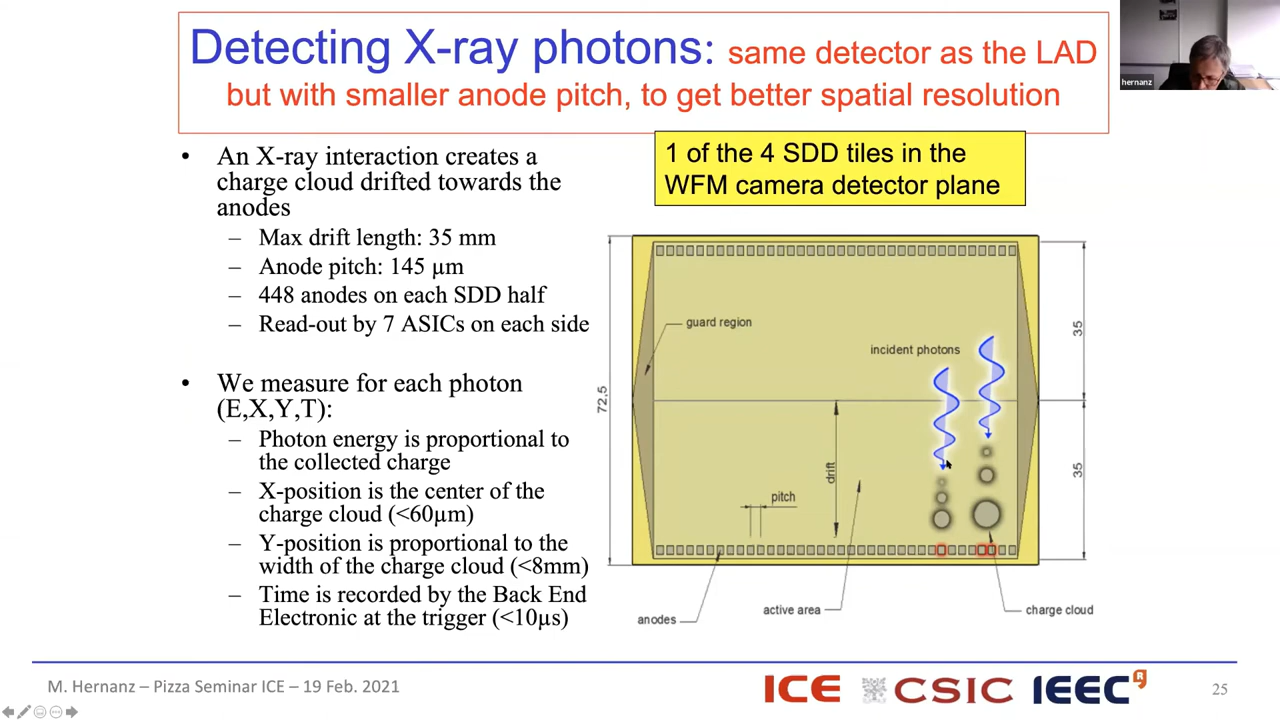 Detecting X-ray photons: same detector as the LAD
but with smaller anode pitch, to get better spatial resolution
hernanz
• An X-ray interaction creates a
charge cloud drifted towards the
anodes
– Max drift length: 35 mm
– Anode pitch: 145 µm
– 448 anodes on each SDD half
– Read-out by 7 ASICs on each side
• We measure for each photon
(E,X,Y,T):
– Photon energy is proportional to
the collected charge
– X-position is the center of the
charge cloud (<60µm)
– Y-position is proportional to the
width of the charge cloud (<8mm)
– Time is recorded by the Back End
Electronic at the trigger (<10µs)
1 of the 4 SDD tiles in the
WFM camera detector plane
guard region
incident photons
35
72,5
drift
pitch
35
anodes
active area
charge cloud
M. Hernanz – Pizza Seminar ICE – 19 Feb. 2021
ICE
CSIC
IEEC
R
25